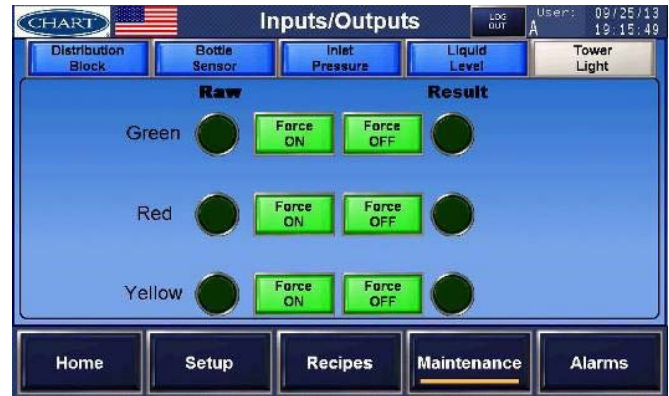 CHART
Inputs/Outputs
LOG OUT
User: 09/25/13
A 19:15:49
Distribution Block
Bottle Sensor
Inlet Pressure
Liquid Level
Tower Light
Raw Result
Green Force ON Force OFF
Red Force ON Force OFF
Yellow Force ON Force OFF
Home Setup Recipes Maintenance Alarms